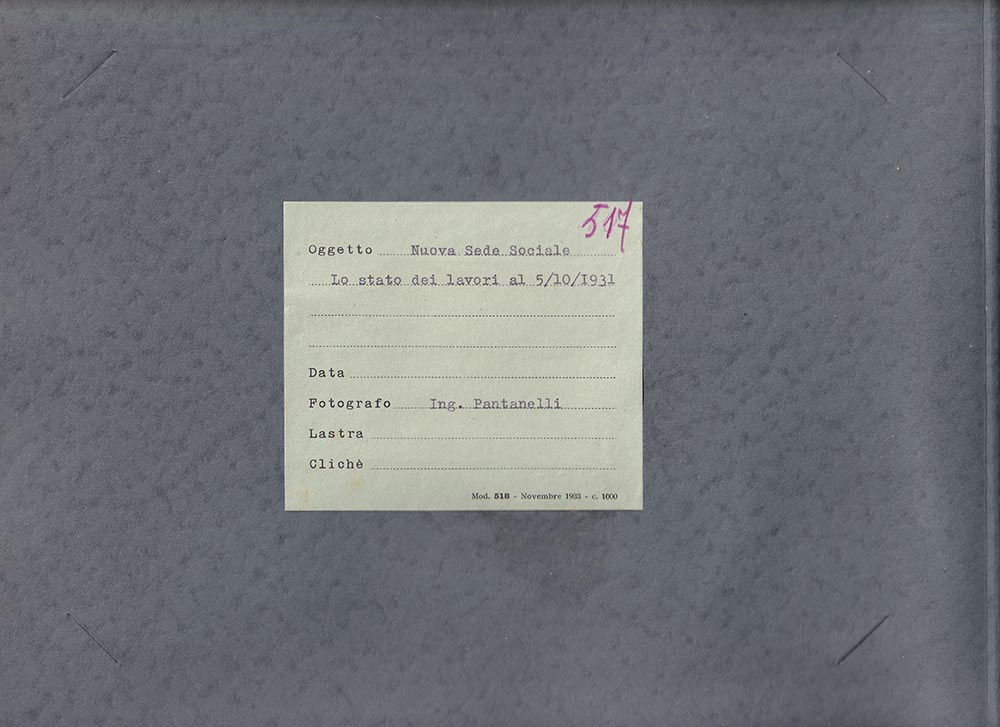 517
Oggetto Nuova Sede Sociale
Lo stato dei lavori al 5/10/1931
Data
Fotografo Ing. Pantanelli
Lastra
Clichè
Mod. 518 - Novembre 1933 - c. 1000